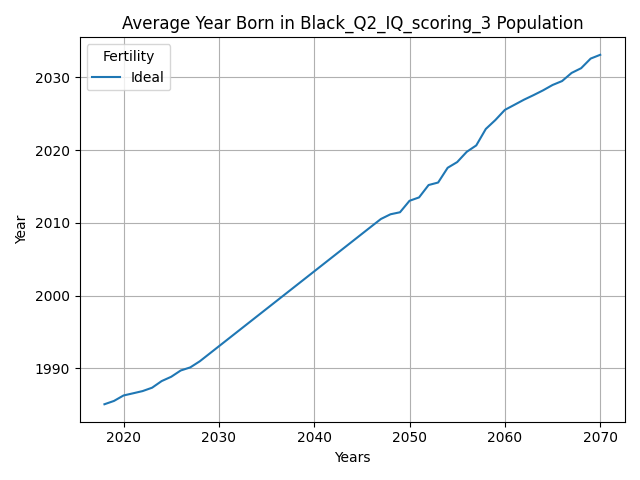 Average Year Born in Black_Q2_IQ_scoring_3 Population
Fertility
Ideal
2030
2020
2010
2000
1990
Year
2020 2030 2040 2050 2060 2070
Years